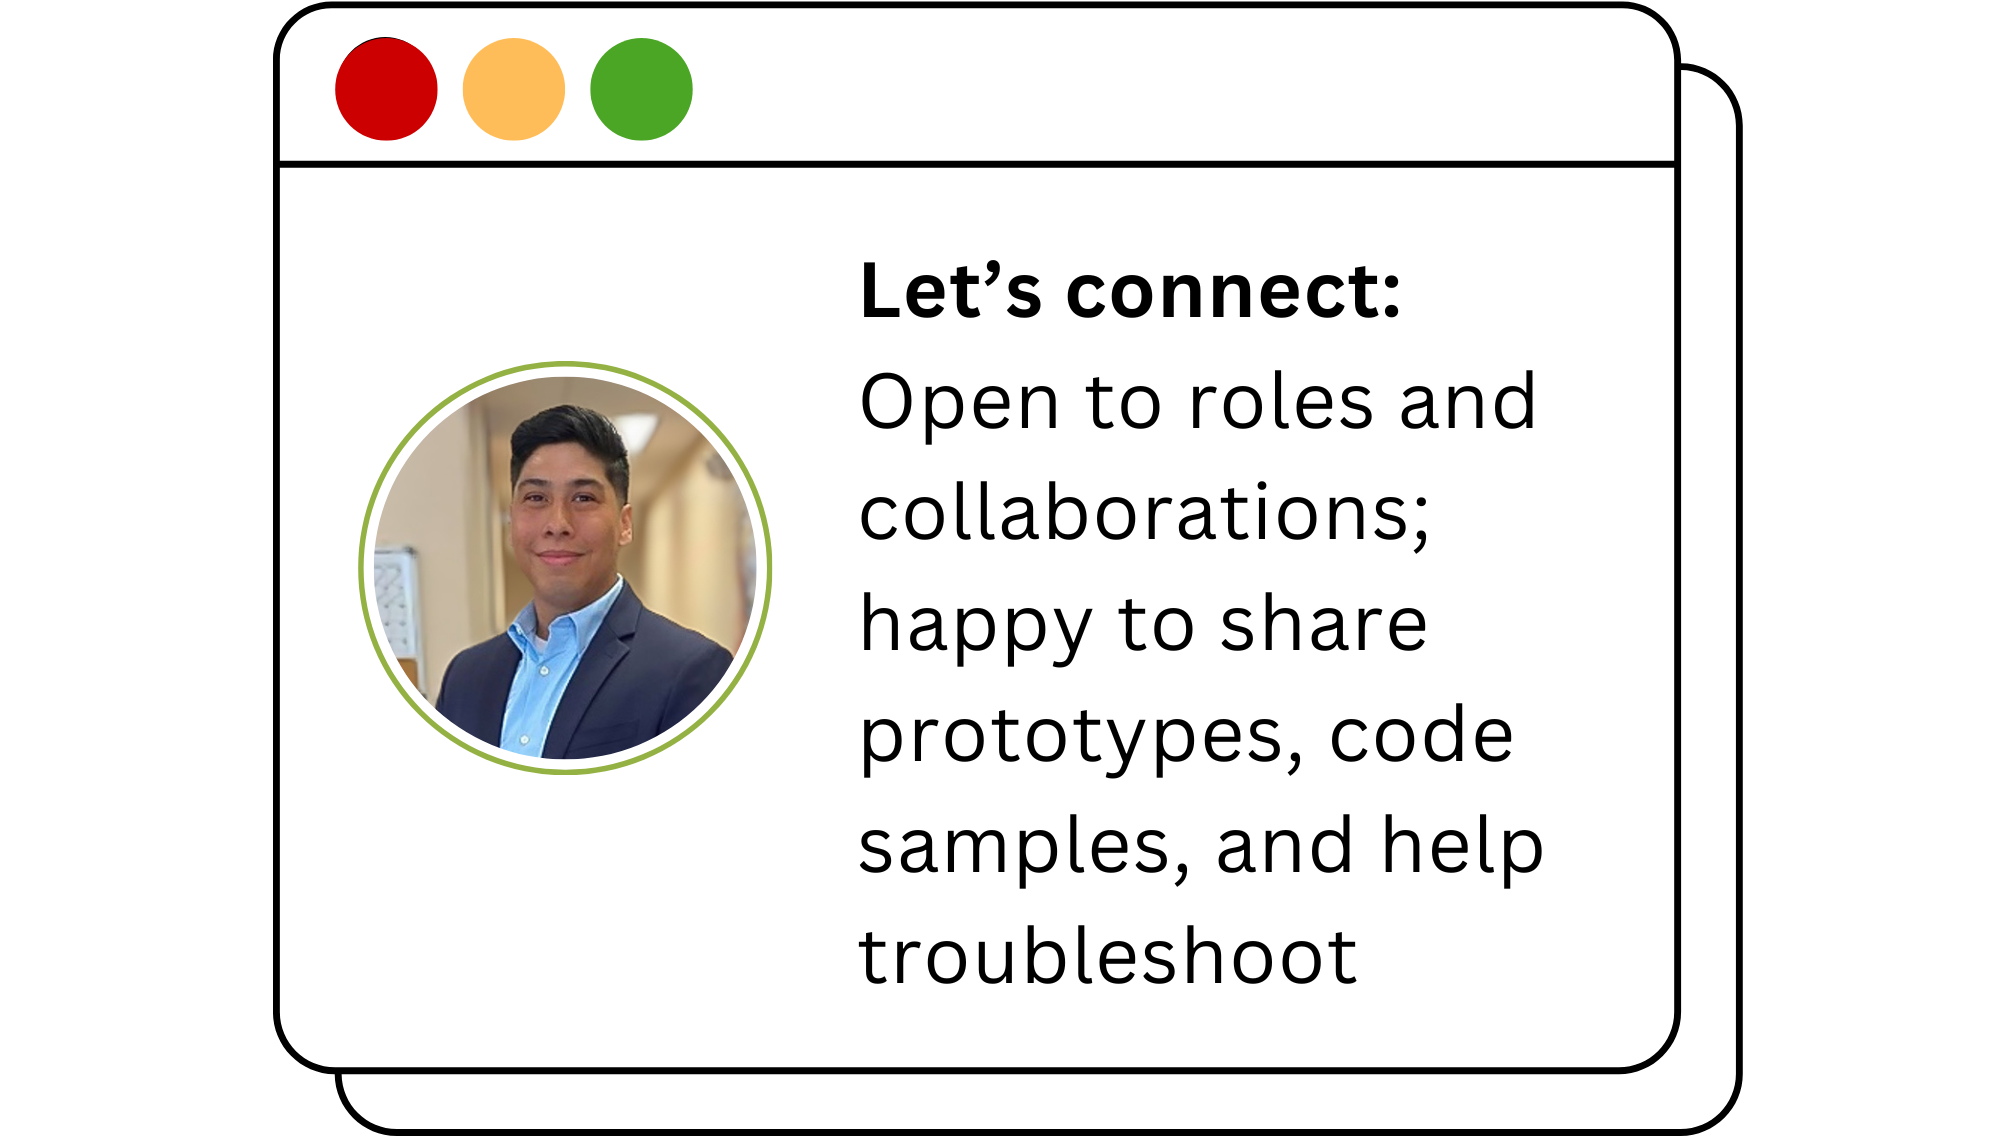 Let’s connect:
Open to roles and
collaborations;
happy to share
prototypes, code
samples, and help
troubleshoot